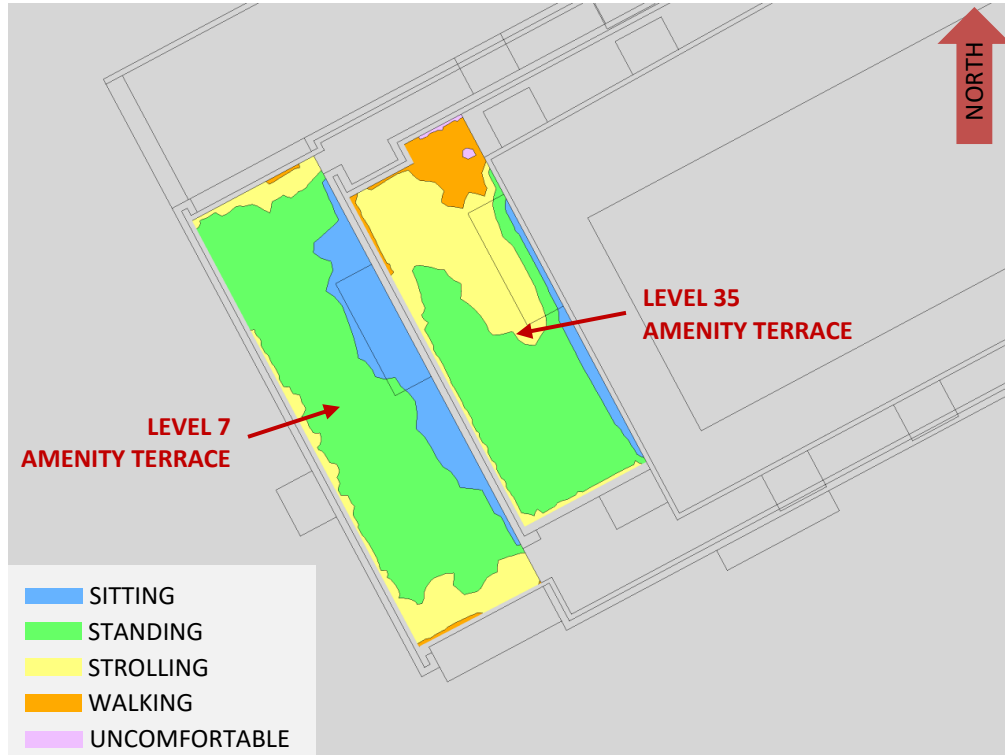 NORTH
LEVEL 35
AMENITY TERRACE
LEVEL 7
AMENITY TERRACE
SITTING
STANDING
STROLLING
WALKING
UNCOMFORTABLE